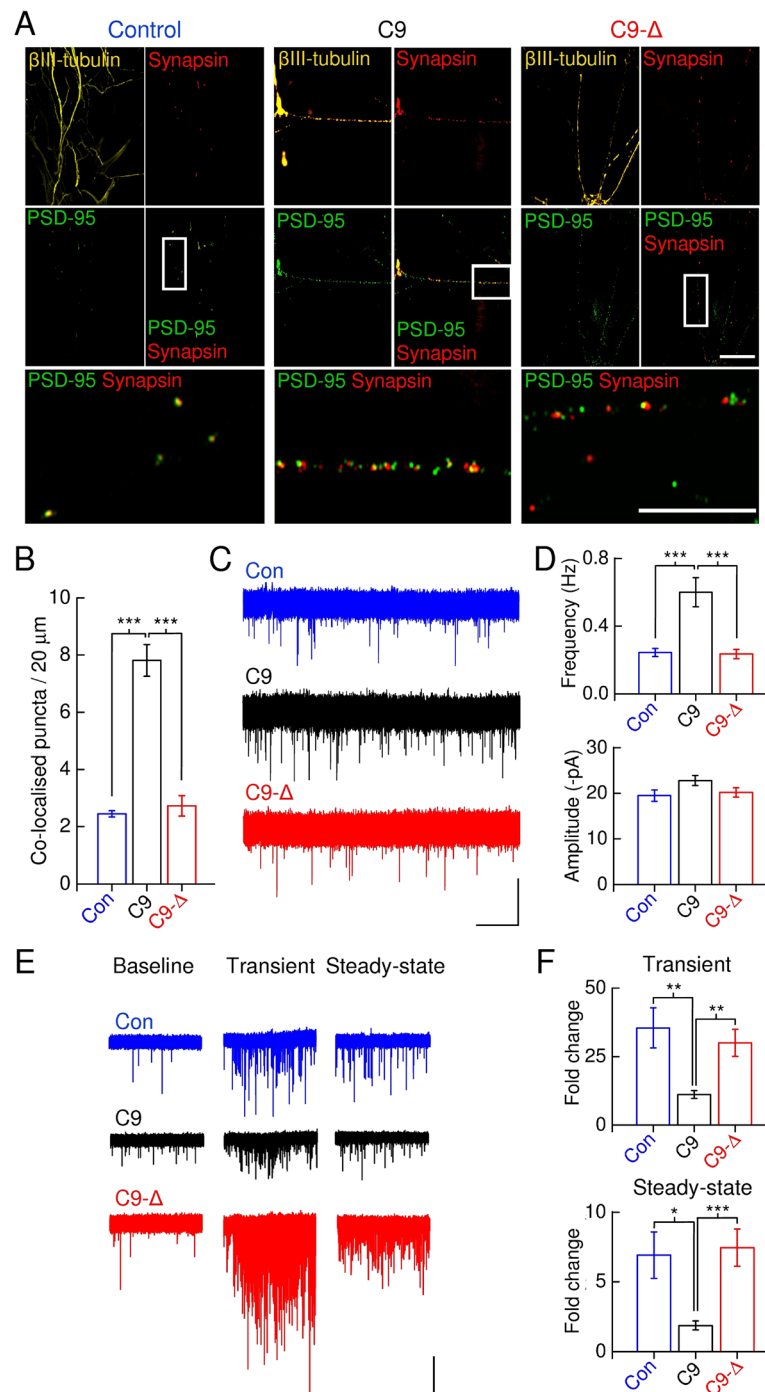 A
Control
C9
C9-Δ
βIII-tubulin
Synapsin
βIII-tubulin
Synapsin
βIII-tubulin
Synapsin
PSD-95
PSD-95
Synapsin
PSD-95
PSD-95
Synapsin
PSD-95
PSD-95
Synapsin
PSD-95 Synapsin
PSD-95 Synapsin
PSD-95 Synapsin
B
Co-localised puncta / 20 μm
10
8
6
4
2
0
***
***
Con
C9
C9-Δ
C
Con
C9
C9-Δ
D
Frequency (Hz)
0.8
0.4
0.0
***
***
Con
C9
C9-Δ
Amplitude (-pA)
30
20
10
0
Con
C9
C9-Δ
E
Baseline
Transient
Steady-state
Con
C9
C9-Δ
F
Transient
Fold change
50
25
0
**
**
Con
C9
C9-Δ
Steady-state
Fold change
10
5
0
*
***
Con
C9
C9-Δ